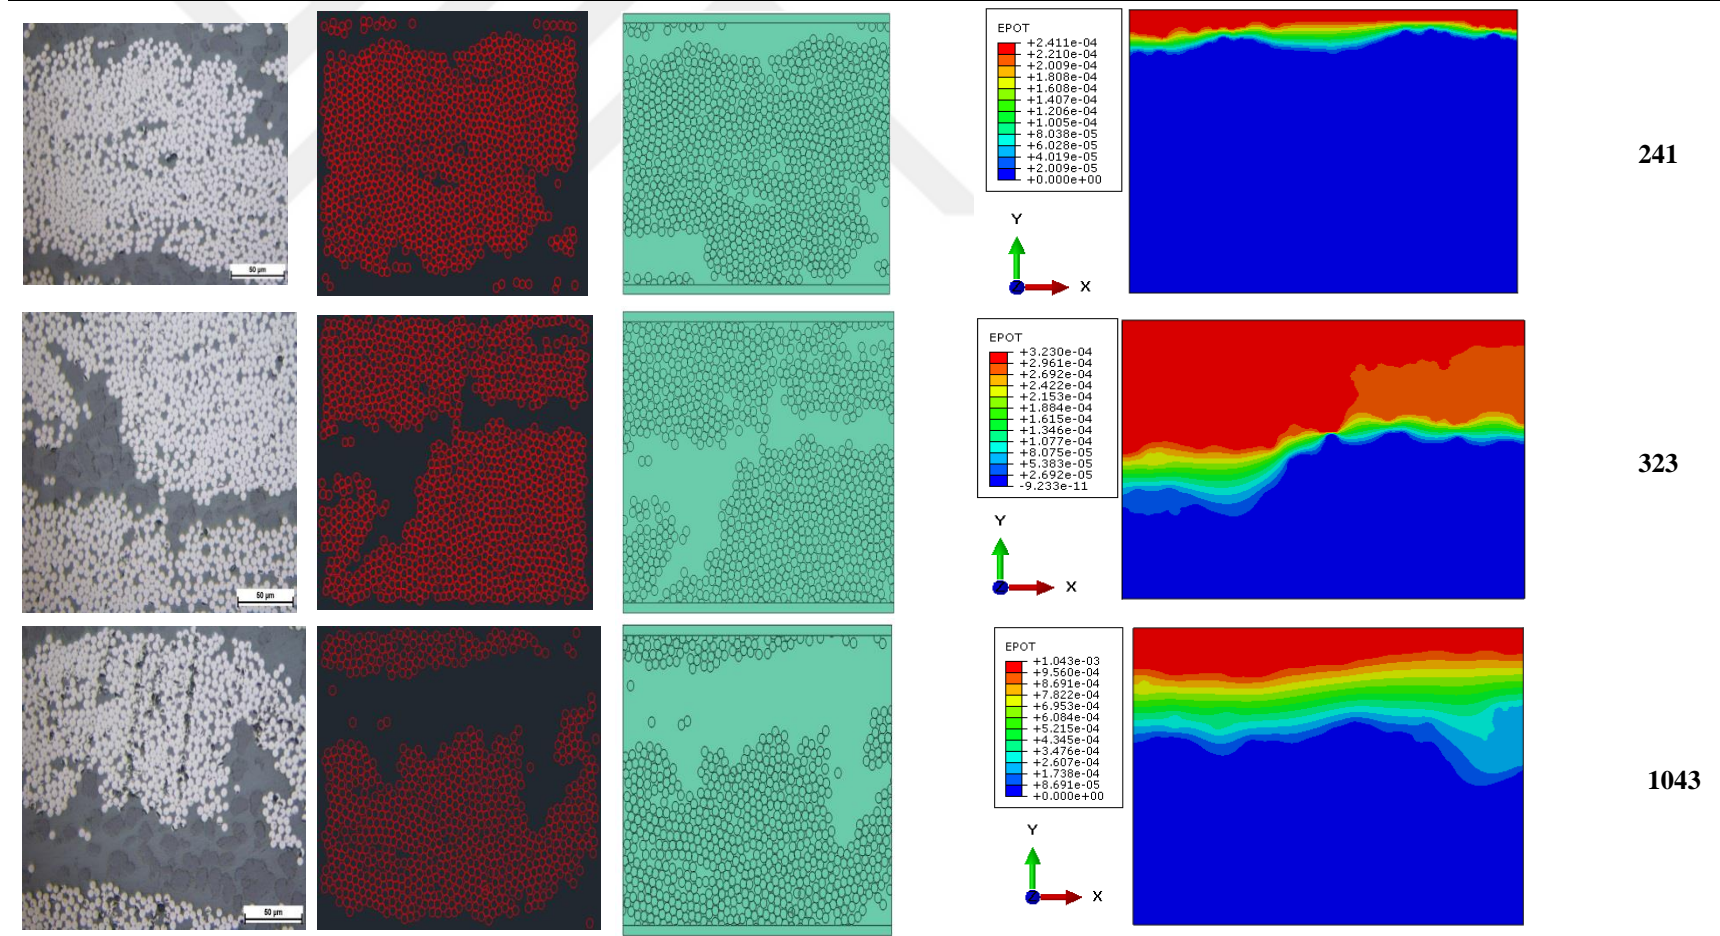 50 µm
EPOT
+2.411e-04
+2.210e-04
+2.009e-04
+1.808e-04
+1.608e-04
+1.407e-04
+1.206e-04
+1.005e-04
+8.038e-05
+6.028e-05
+4.019e-05
+2.009e-05
+0.000e+00
Y
Z
X
241
50 µm
EPOT
+3.230e-04
+2.961e-04
+2.692e-04
+2.422e-04
+2.153e-04
+1.884e-04
+1.615e-04
+1.346e-04
+1.077e-04
+8.075e-05
+5.383e-05
+2.692e-05
-9.233e-11
Y
Z
X
323
50 µm
EPOT
+1.043e-03
+9.560e-04
+8.691e-04
+7.822e-04
+6.953e-04
+6.084e-04
+5.215e-04
+4.345e-04
+3.476e-04
+2.607e-04
+1.738e-04
+8.691e-05
+0.000e+00
Y
Z
X
1043